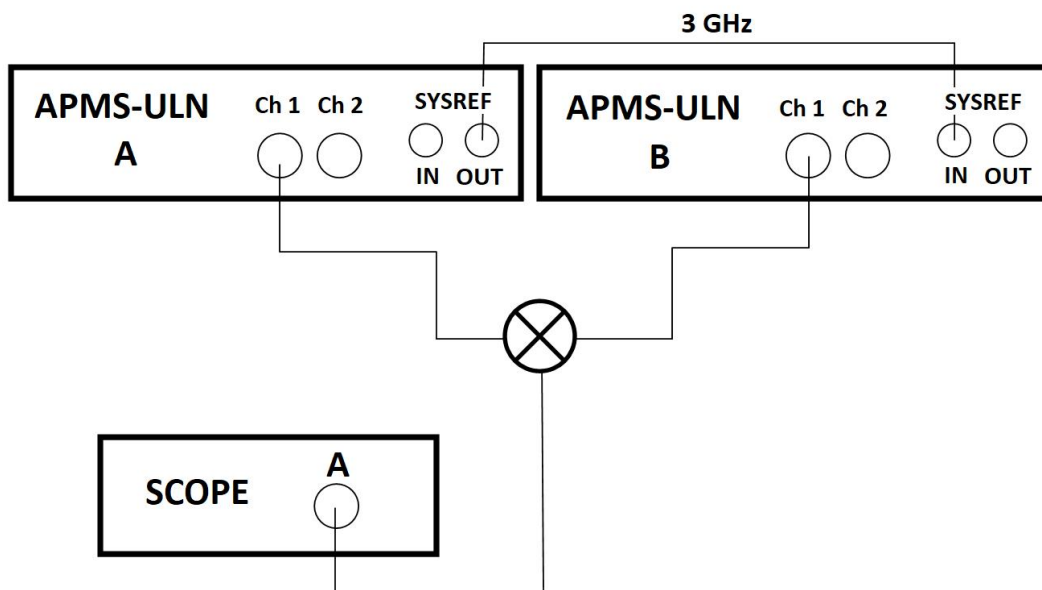 3 GHz
APMS-ULN
A
Ch 1
Ch 2
SYSREF
IN
OUT
APMS-ULN
B
Ch 1
Ch 2
SYSREF
IN
OUT
SCOPE
A